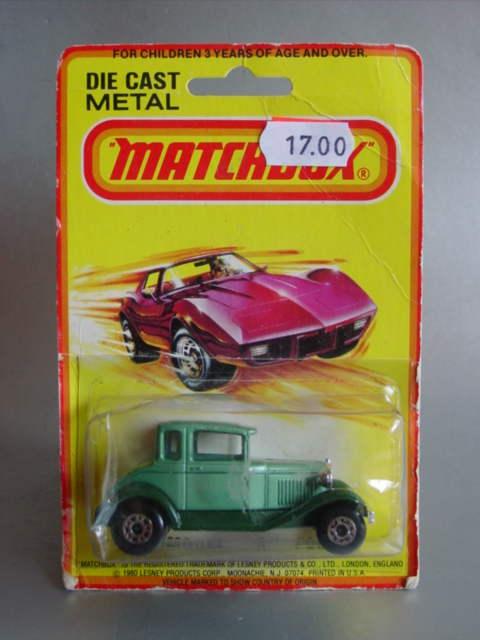 FOR CHILDREN 3 YEARS OF AGE AND OVER.
DIE CAST
METAL
17.00
"MATCHBOX"®
MATCHBOX IS THE REGISTERED TRADEMARK OF LESNEY PRODUCTS & CO., LTD., LONDON, ENGLAND
© 1980 LESNEY PRODUCTS CORP., MOONACHIE, N.J. 07074 PRINTED IN U.S.A.
VEHICLE MARKED TO SHOW COUNTRY OF ORIGIN